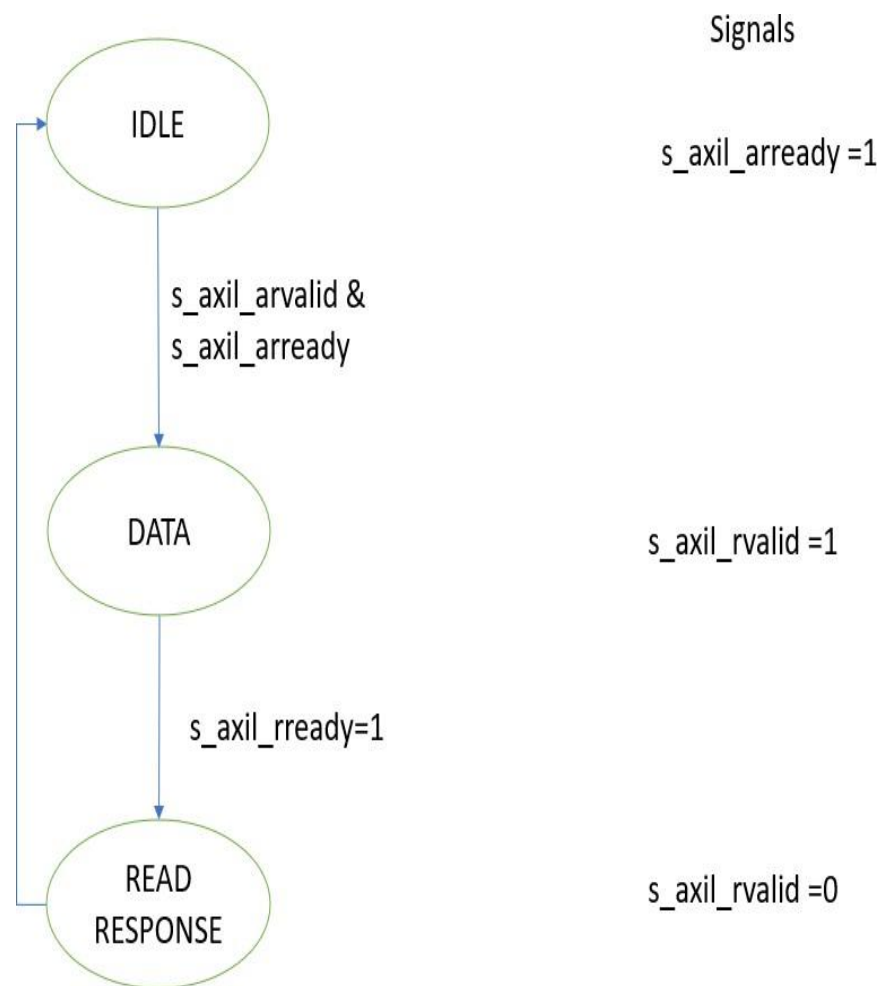 Signals
IDLE
s_axil_arready =1
s_axil_arvalid &
s_axil_arready
DATA
s_axil_rvalid =1
s_axil_rready=1
READ
RESPONSE
s_axil_rvalid =0